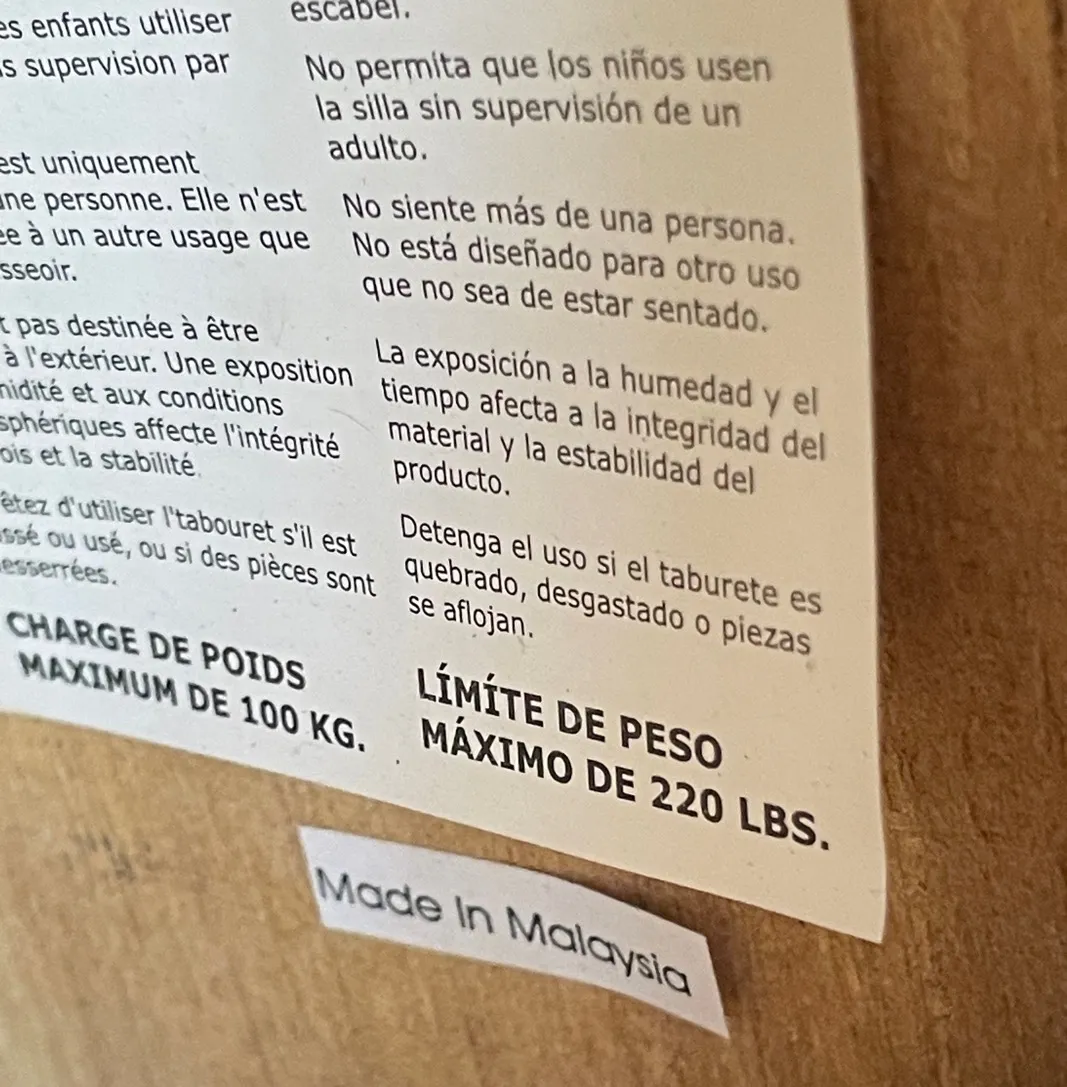 es enfants utiliser
s supervision par
est uniquement
ne personne. Elle n'est
ée à un autre usage que
sseoir.
t pas destinée à être
à l'extérieur. Une exposition
midité et aux conditions
sphériques affecte l'intégrité
ois et la stabilité.
êtez d'utiliser l'tabouret s'il est
ssé ou usé, ou si des pièces sont
esserrées.
CHARGE DE POIDS
MAXIMUM DE 100 KG.
escabel.
No permita que los niños usen
la silla sin supervisión de un
adulto.
No siente más de una persona.
No está diseñado para otro uso
que no sea de estar sentado.
La exposición a la humedad y el
tiempo afecta a la integridad del
material y la estabilidad del
producto.
Detenga el uso si el taburete es
quebrado, desgastado o piezas
se aflojan.
LÍMÍTE DE PESO
MÁXIMO DE 220 LBS.
Made In Malaysia